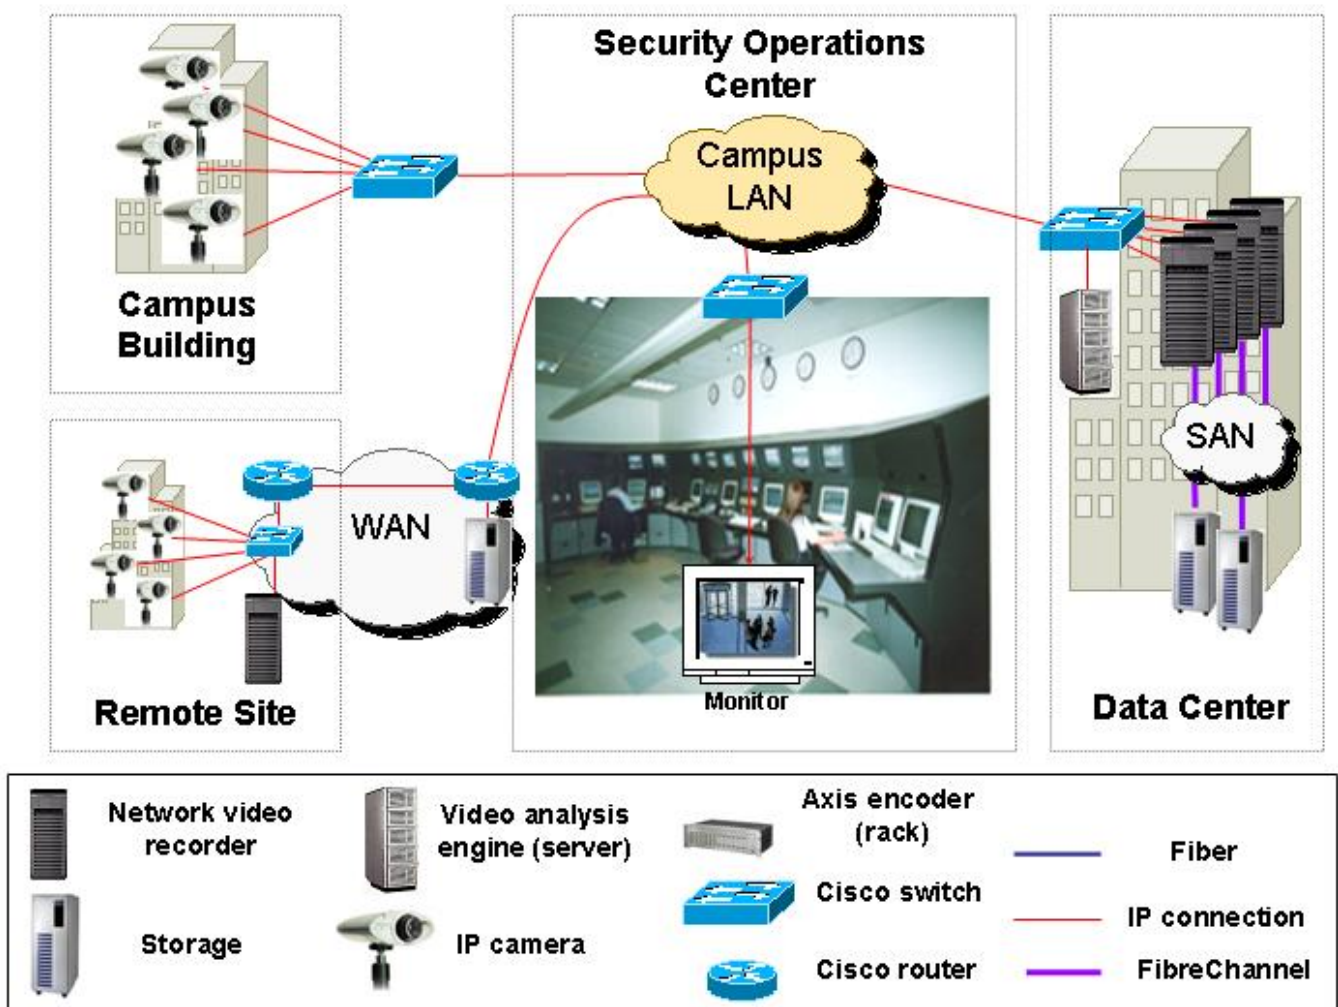 Security Operations
Center
Campus
LAN
Campus
Building
SAN
WAN
Remote Site
Monitor
Data Center
Network video
recorder
Video analysis
engine (server)
Axis encoder
(rack)
Fiber
Cisco switch
Storage
IP camera
IP connection
Cisco router
FibreChannel